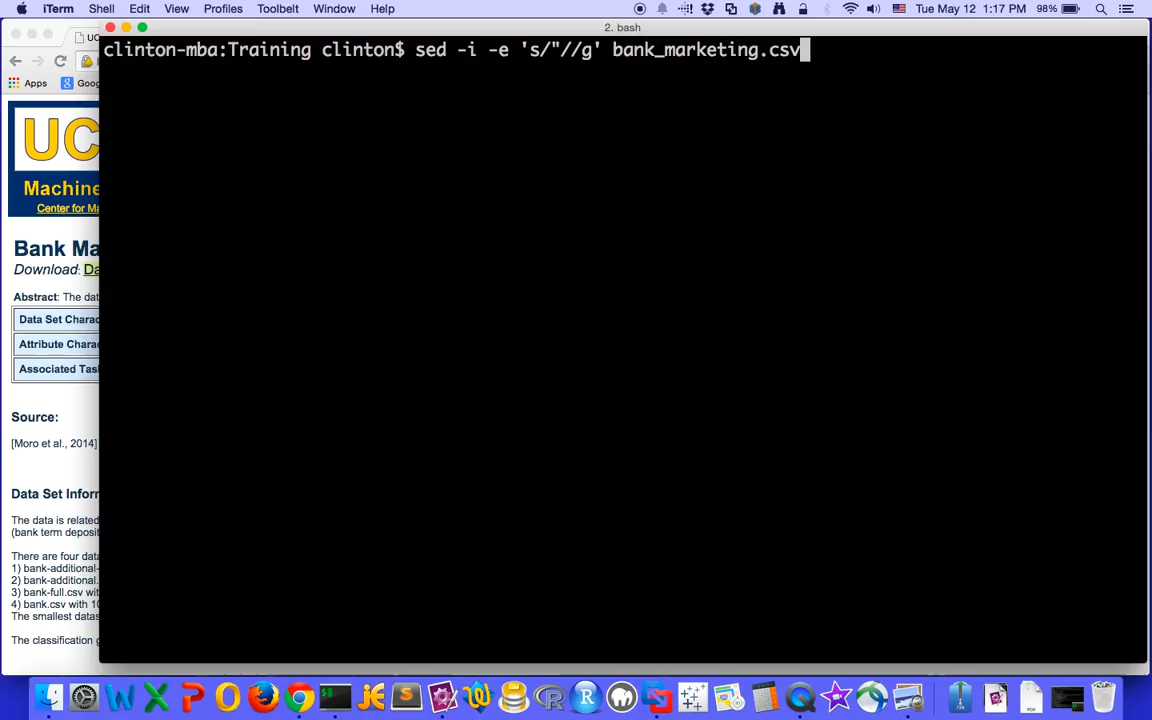 iTerm Shell Edit View Profiles Toolbelt Window Help Tue May 12 1:17 PM 98%
2. bash
clinton-mba:Training clinton$ sed -i -e 's/"//g' bank_marketing.csv
UC
Apps Goog
UC
Machine
Center for Ma
Bank Ma
Download: Da
Abstract: The dat
Data Set Charac
Attribute Charac
Associated Task
Source:
[Moro et al., 2014]
Data Set Inform
The data is related
(bank term deposit
There are four data
1) bank-additional-
2) bank-additional.
3) bank-full.csv wit
4) bank.csv with 10
The smallest datas
The classification g